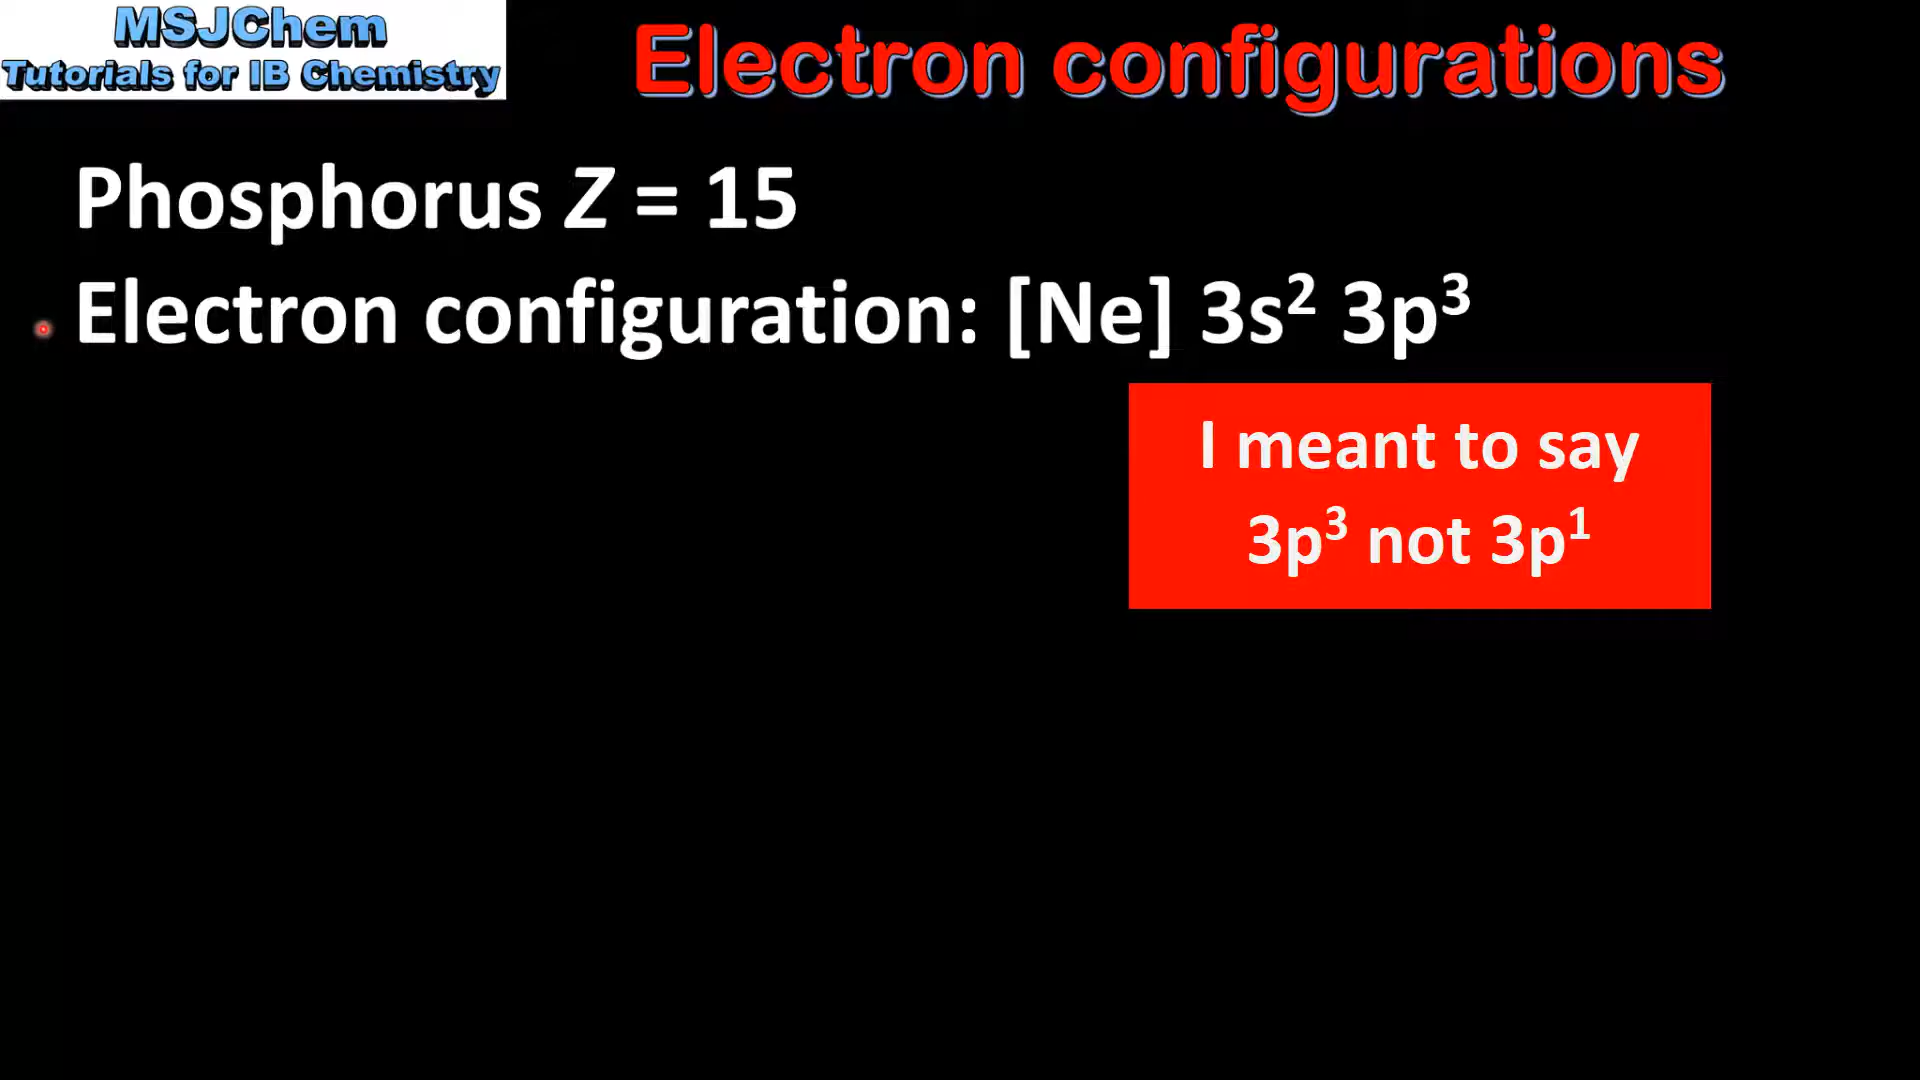 MSJChem
Tutorials for IB Chemistry
Electron configurations
Phosphorus Z = 15
Electron configuration: [Ne] 3s² 3p³
I meant to say
3p³ not 3p¹